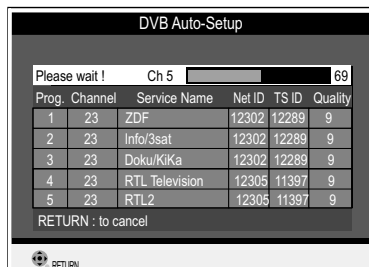 DVB Auto-Setup
Please wait ! Ch 5 69
Prog. Channel Service Name Net ID TS ID Quality
1 23 ZDF 12302 12289 9
2 23 Info/3sat 12302 12289 9
3 23 Doku/KiKa 12302 12289 9
4 23 RTL Television 12305 11397 9
5 23 RTL2 12305 11397 9
RETURN : to cancel
RETURN